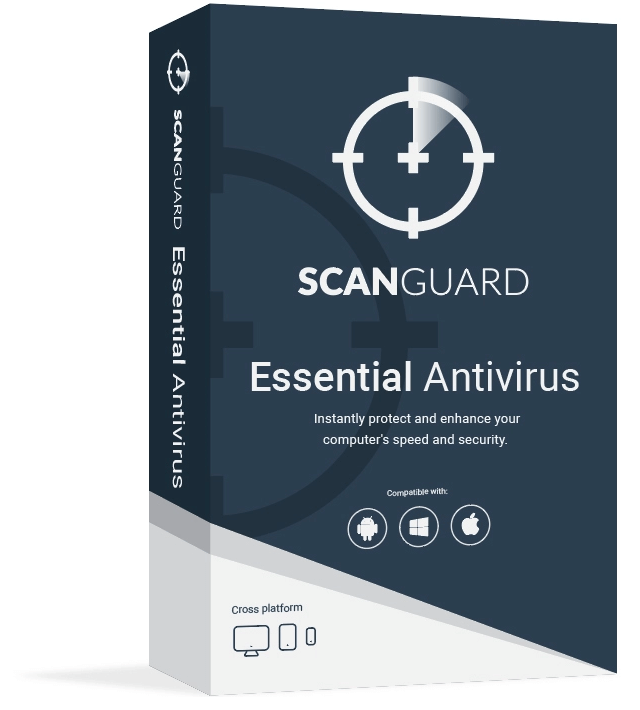 SCANGUARD Essential Antivirus
SCANGUARD
Essential Antivirus
Instantly protect and enhance your
computer's speed and security.
Compatible with:
Cross platform